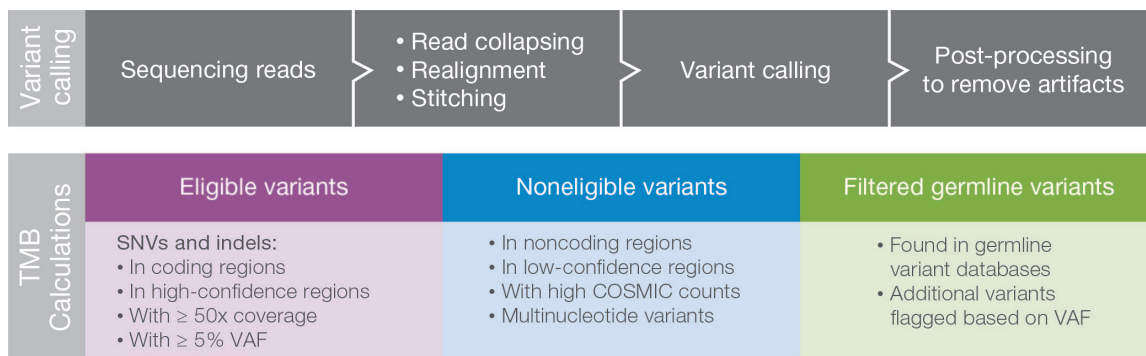 Variant
calling
Sequencing reads
• Read collapsing
• Realignment
• Stitching
Variant calling
Post-processing
to remove artifacts
TMB
Calculations
Eligible variants
SNVs and indels:
• In coding regions
• In high-confidence regions
• With ≥ 50x coverage
• With ≥ 5% VAF
Noneligible variants
• In noncoding regions
• In low-confidence regions
• With high COSMIC counts
• Multinucleotide variants
Filtered germline variants
• Found in germline
variant databases
• Additional variants
flagged based on VAF